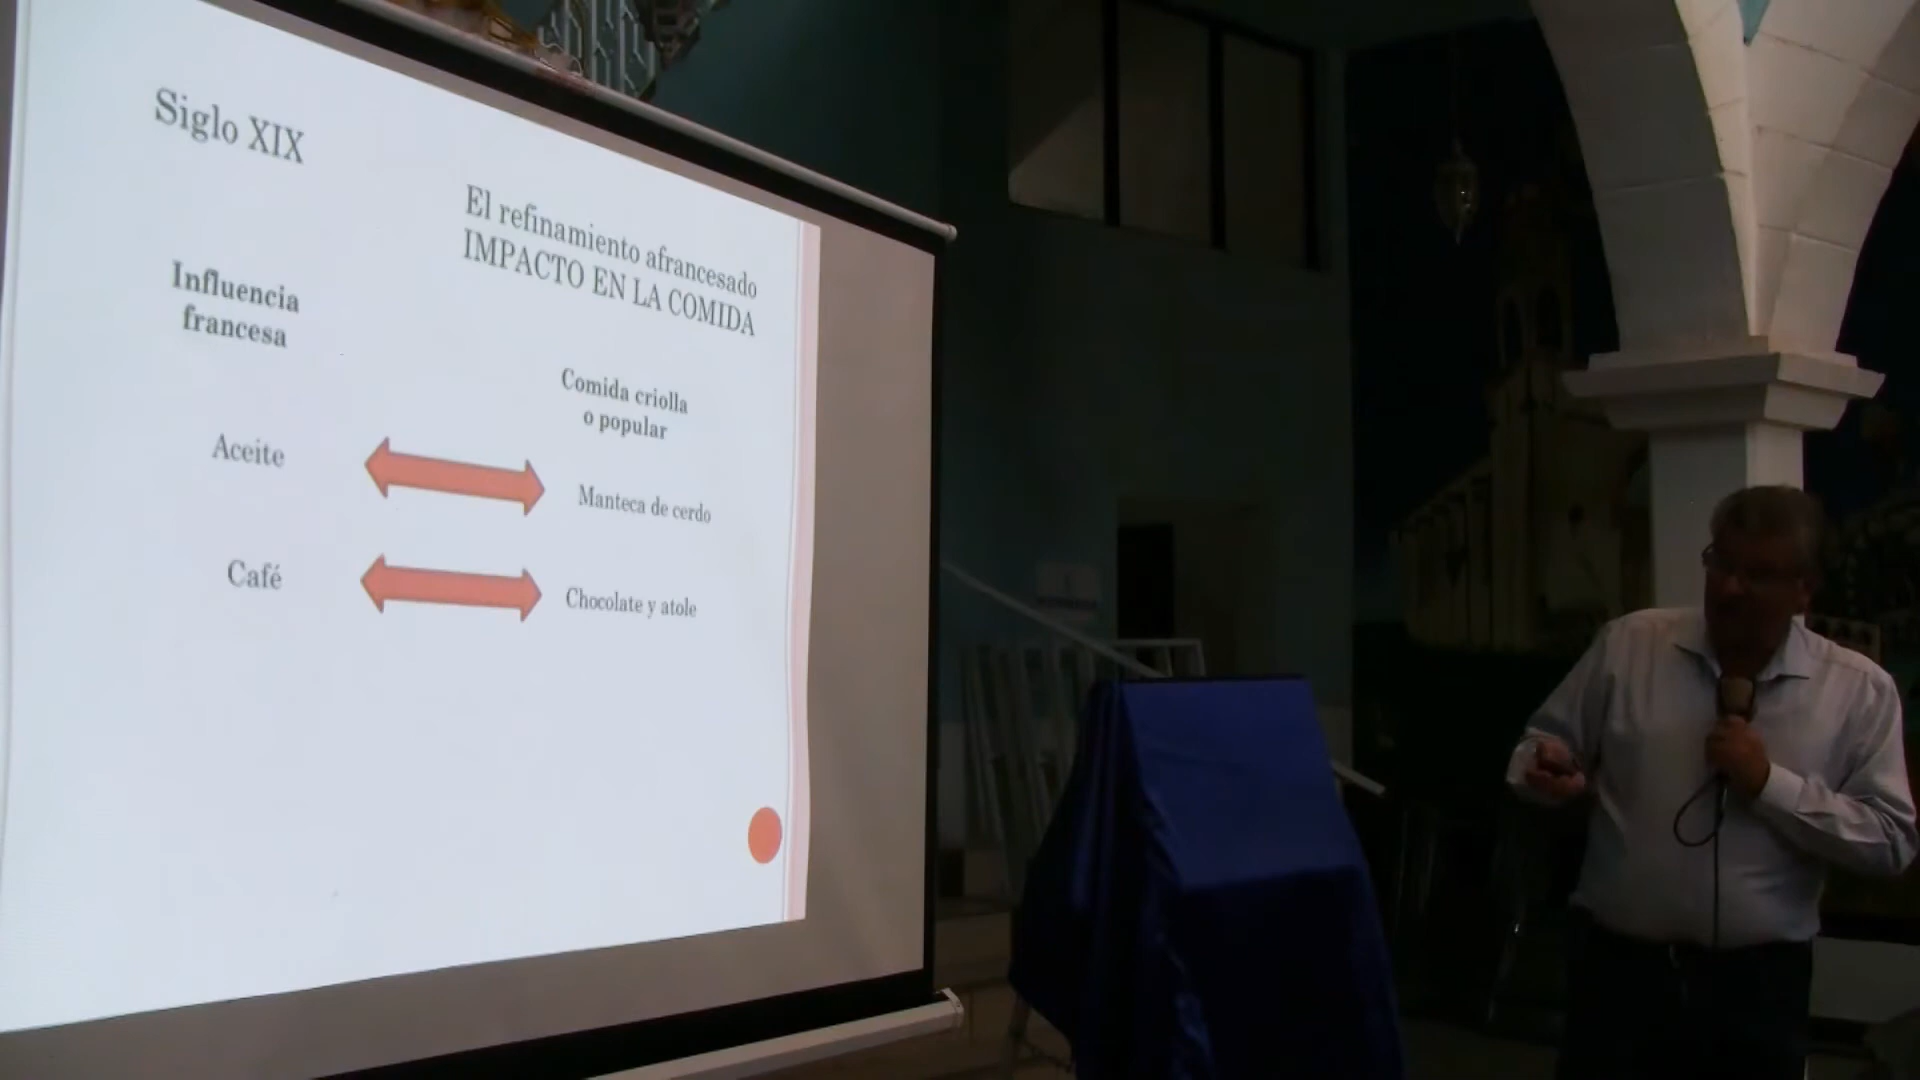 Siglo XIX
El refinamiento afrancesado
IMPACTO EN LA COMIDA
Influencia
francesa
Comida criolla
o popular
Aceite
Manteca de cerdo
Café
Chocolate y atole